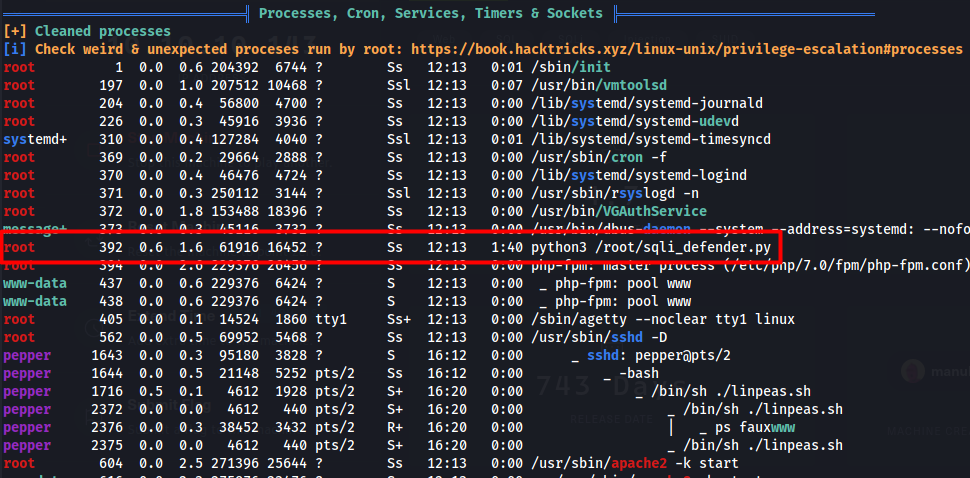 Processes, Cron, Services, Timers & Sockets
[+] Cleaned processes
[i] Check weird & unexpected proceses run by root: https://book.hacktricks.xyz/linux-unix/privilege-escalation#processes
root 1 0.0 0.6 204392 6744 ? Ss 12:13 0:01 /sbin/init
root 197 0.0 1.0 207512 10468 ? Ssl 12:13 0:07 /usr/bin/vmtoolsd
root 204 0.0 0.4 56800 4700 ? Ss 12:13 0:00 /lib/systemd/systemd-journald
root 226 0.0 0.3 45916 3936 ? Ss 12:13 0:00 /lib/systemd/systemd-udevd
systemd+ 310 0.0 0.4 127284 4040 ? Ssl 12:13 0:01 /lib/systemd/systemd-timesyncd
root 369 0.0 0.2 29664 2888 ? Ss 12:13 0:00 /usr/sbin/cron -f
root 370 0.0 0.4 46476 4724 ? Ss 12:13 0:00 /lib/systemd/systemd-logind
root 371 0.0 0.3 250112 3144 ? Ssl 12:13 0:00 /usr/sbin/rsyslogd -n
root 372 0.0 1.8 153488 18396 ? Ss 12:13 0:00 /usr/bin/VGAuthService
message+ 373 0.0 0.3 45116 3732 ? Ss 12:13 0:00 /usr/bin/dbus-daemon --system --address=systemd: --nofo
root 392 0.6 1.6 61916 16452 ? Ss 12:13 1:40 python3 /root/sqli_defender.py
root 394 0.0 2.6 229376 26456 ? Ss 12:13 0:00 php-fpm: master process (/etc/php/7.0/fpm/php-fpm.conf)
www-data 437 0.0 0.6 229376 6424 ? S 12:13 0:00 _ php-fpm: pool www
www-data 438 0.0 0.6 229376 6424 ? S 12:13 0:00 _ php-fpm: pool www
root 405 0.0 0.1 14524 1860 tty1 Ss+ 12:13 0:00 /sbin/agetty --noclear tty1 linux
root 562 0.0 0.5 69952 5468 ? Ss 12:13 0:00 /usr/sbin/sshd -D
pepper 1643 0.0 0.3 95180 3828 ? S 16:12 0:00 _ sshd: pepper@pts/2
pepper 1644 0.0 0.5 21148 5252 pts/2 Ss 16:12 0:00 _ -bash
pepper 1716 0.5 0.1 4612 1928 pts/2 S+ 16:20 0:00 _ /bin/sh ./linpeas.sh
pepper 2372 0.0 0.0 4612 440 pts/2 S+ 16:20 0:00 _ /bin/sh ./linpeas.sh
pepper 2376 0.0 0.3 38452 3432 pts/2 R+ 16:20 0:00 | _ ps fauxwww
pepper 2375 0.0 0.0 4612 440 pts/2 S+ 16:20 0:00 _ /bin/sh ./linpeas.sh
root 604 0.0 2.5 271396 25644 ? Ss 12:13 0:00 /usr/sbin/apache2 -k start